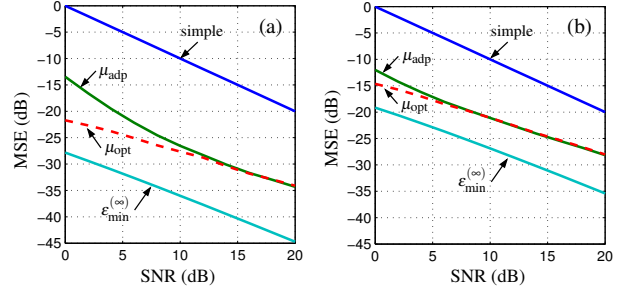 (a)
simple
μadp
μopt
ε(∞)min
MSE (dB)
0
−5
−10
−15
−20
−25
−30
−35
−40
−45
0 5 10 15 20
SNR (dB)
(b)
simple
μadp
μopt
ε(∞)min
MSE (dB)
0
−5
−10
−15
−20
−25
−30
−35
−40
−45
0 5 10 15 20
SNR (dB)